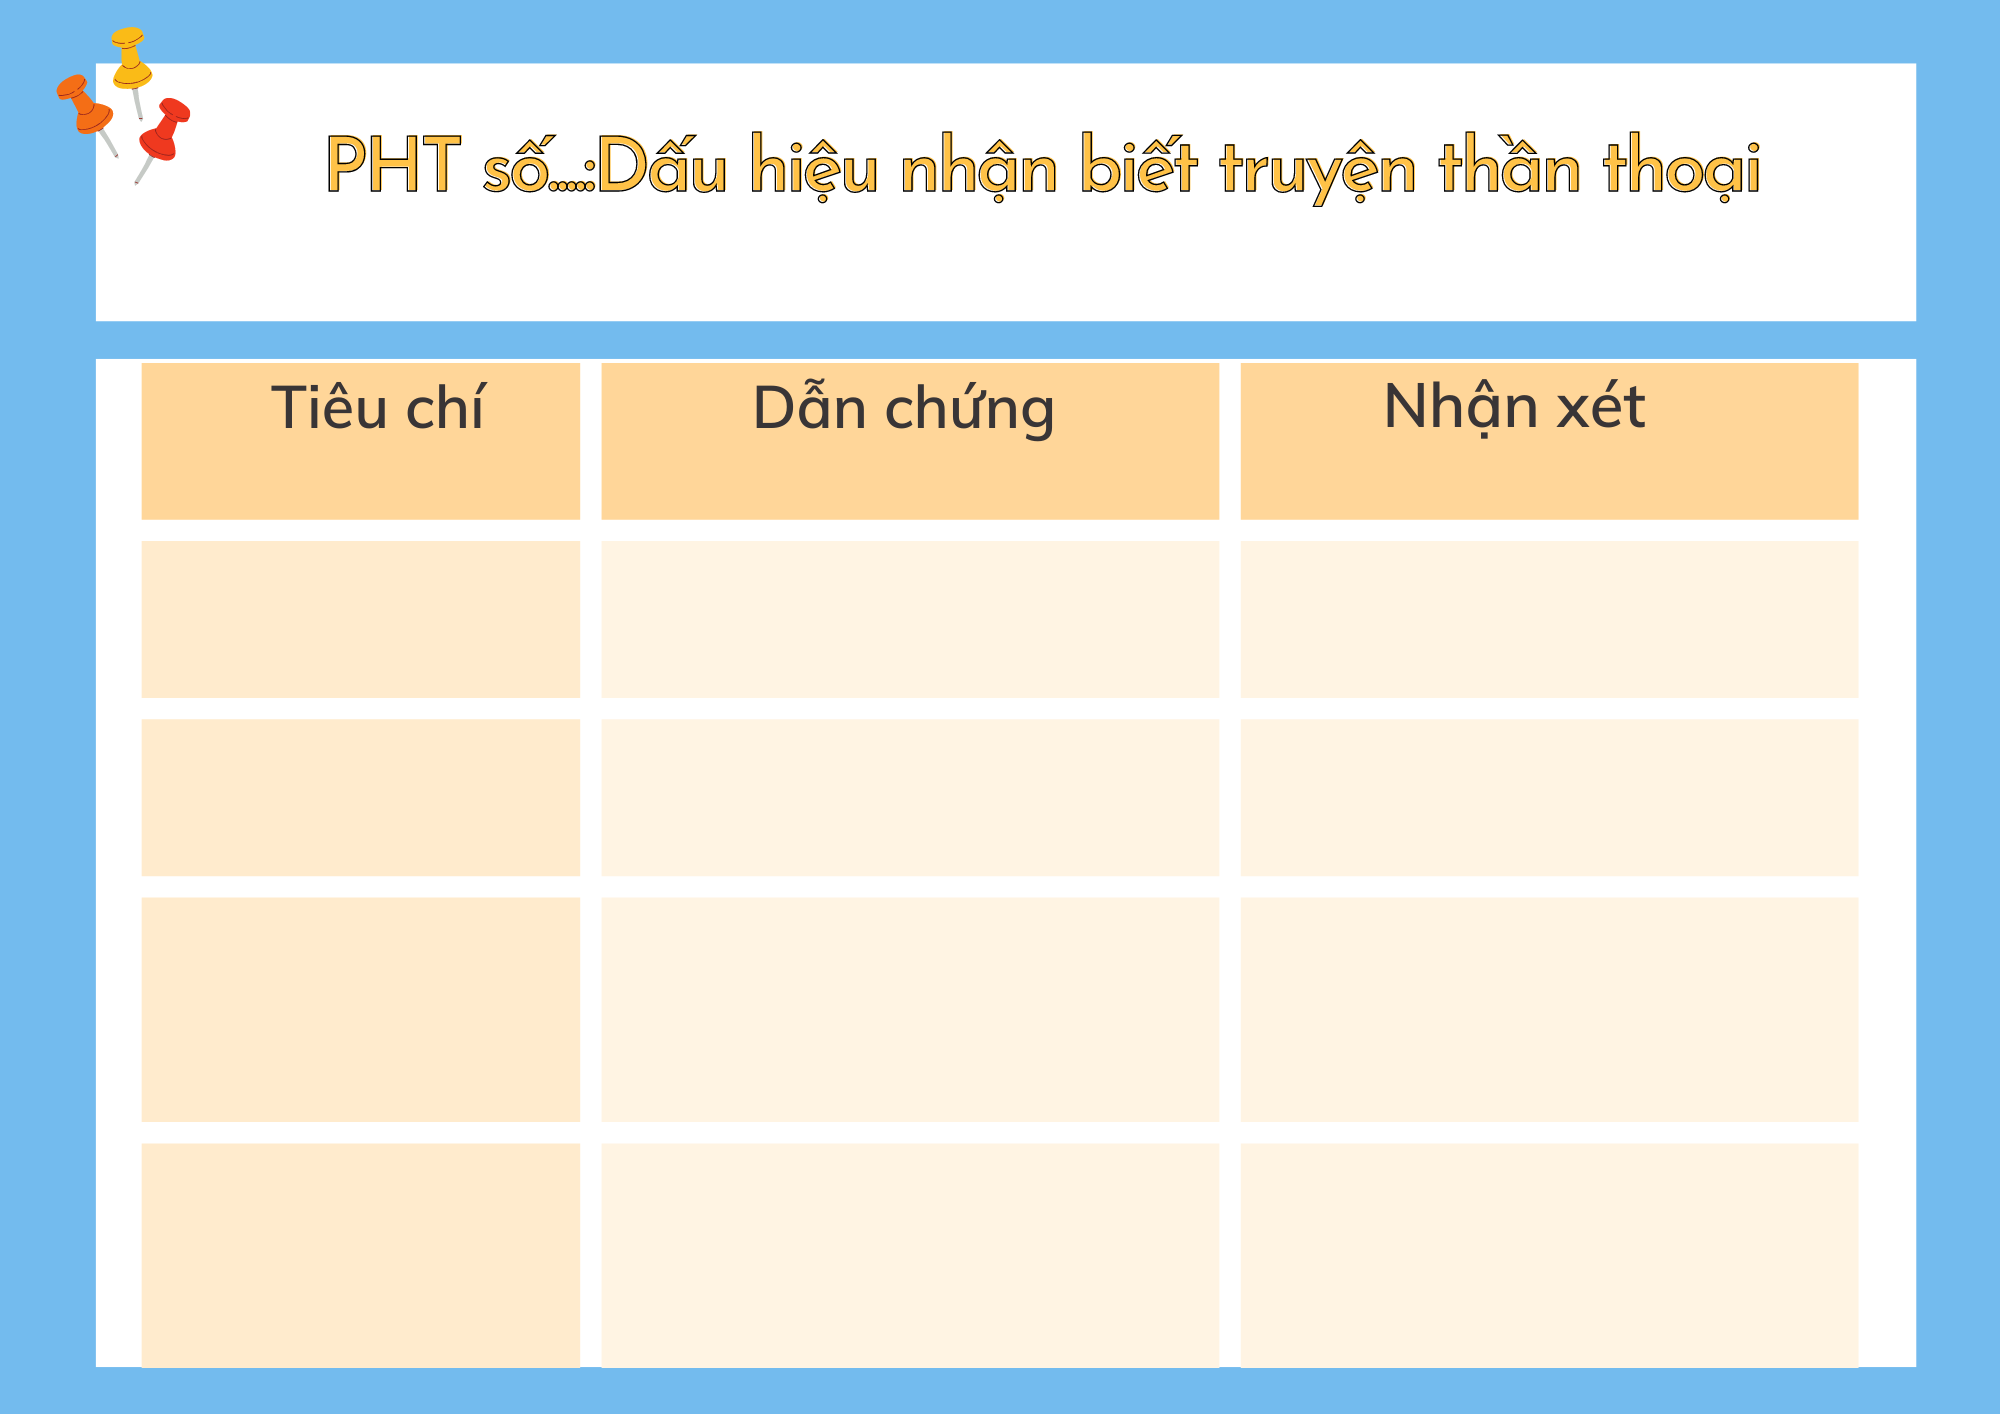 PHT số.....:Dấu hiệu nhận biết truyện thần thoại
Tiêu chí
Dẫn chứng
Nhận xét